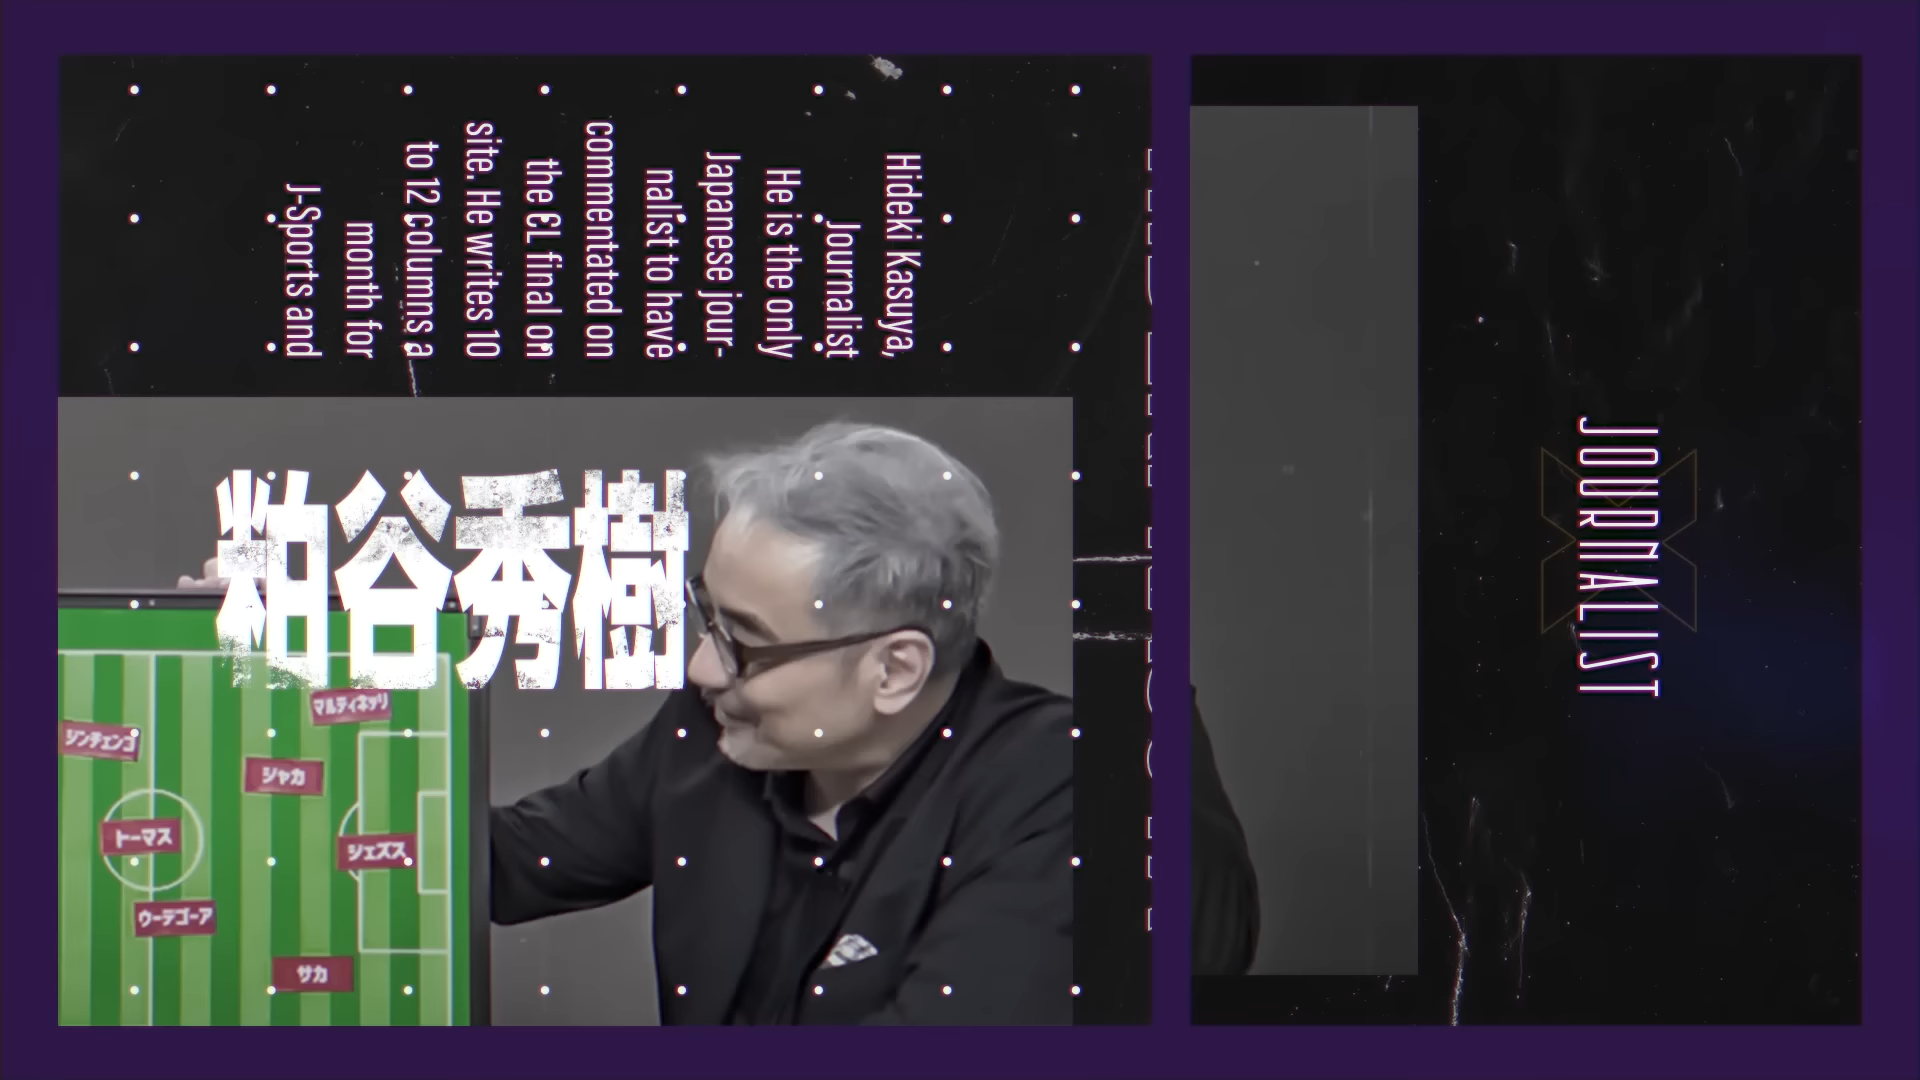 Hideki Kasuya,
Journalist
He is the only
Japanese jour-
nalist to have
commentated on
the CL final on
site. He writes 10
to 12 columns a
month for
J-Sports and
粕谷秀樹
マルティネッリ
ジンチェンコ
ジャカ
トーマス
ジェズス
ウーデゴーア
サカ
JOURNALIST